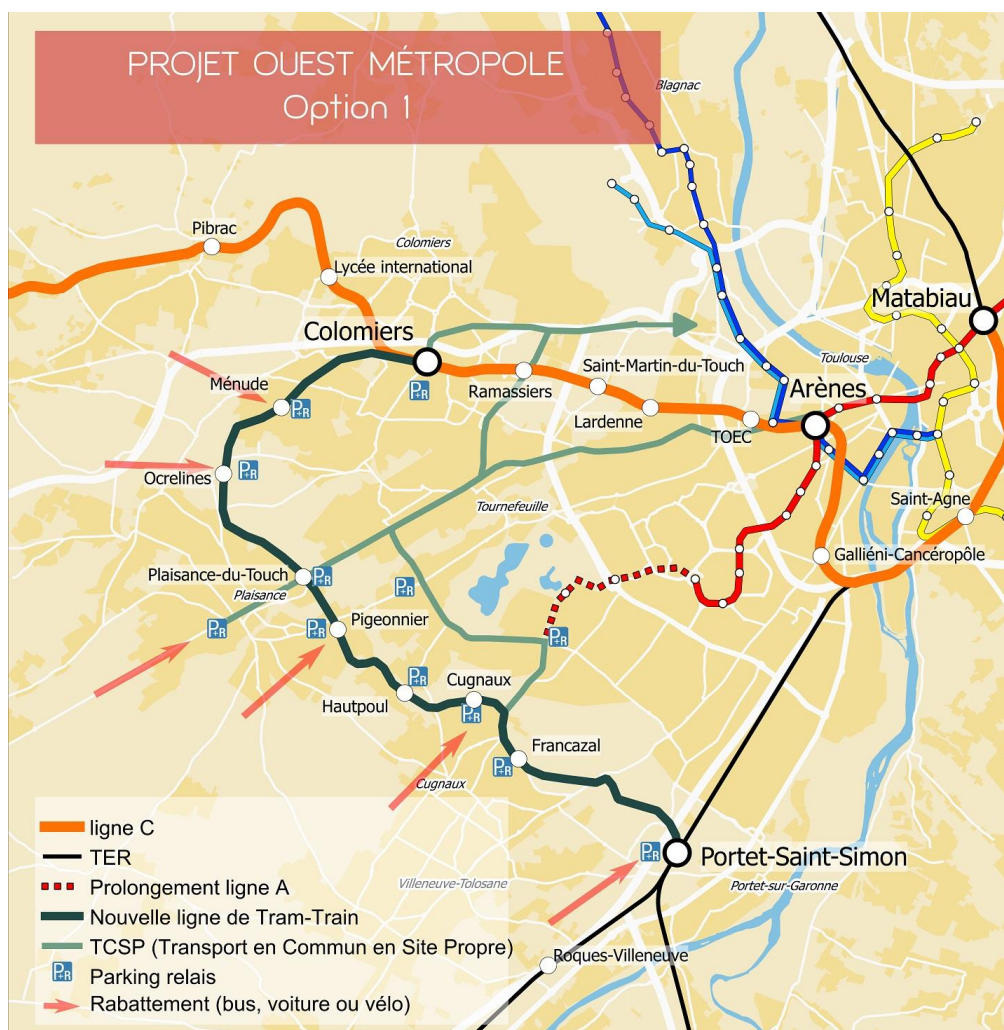 PROJET OUEST MÉTROPOLE
Option 1
Blagnac
Pibrac
Colomiers
Lycée international
Matabiau
Colomiers
Saint-Martin-du-Touch
Toulouse
Arènes
Ménude
P+R
P+R
Ramassiers
Lardenne
TOEC
Ocrelines
P+R
Saint-Agne
Tournefeuille
Galliéni-Cancéropôle
Plaisance-du-Touch
P+R
Plaisance
P+R
P+R
P+R
Pigeonnier
P+R
Hautpoul
P+R
Cugnaux
P+R
Francazal
P+R
Cugnaux
P+R
Portet-Saint-Simon
Portet-sur-Garonne
Villeneuve-Tolosane
Roques-Villeneuve
ligne C
TER
Prolongement ligne A
Nouvelle ligne de Tram-Train
TCSP (Transport en Commun en Site Propre)
P+R
Parking relais
Rabattement (bus, voiture ou vélo)